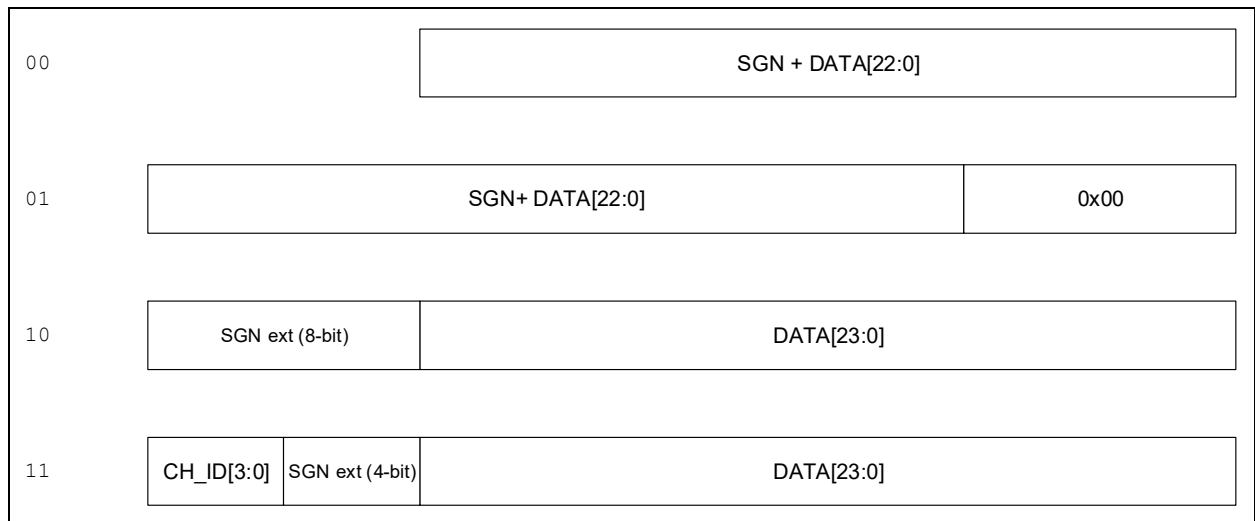 00 SGN + DATA[22:0]
01 SGN+ DATA[22:0] 0x00
10 SGN ext (8-bit) DATA[23:0]
11 CH_ID[3:0] SGN ext (4-bit) DATA[23:0]